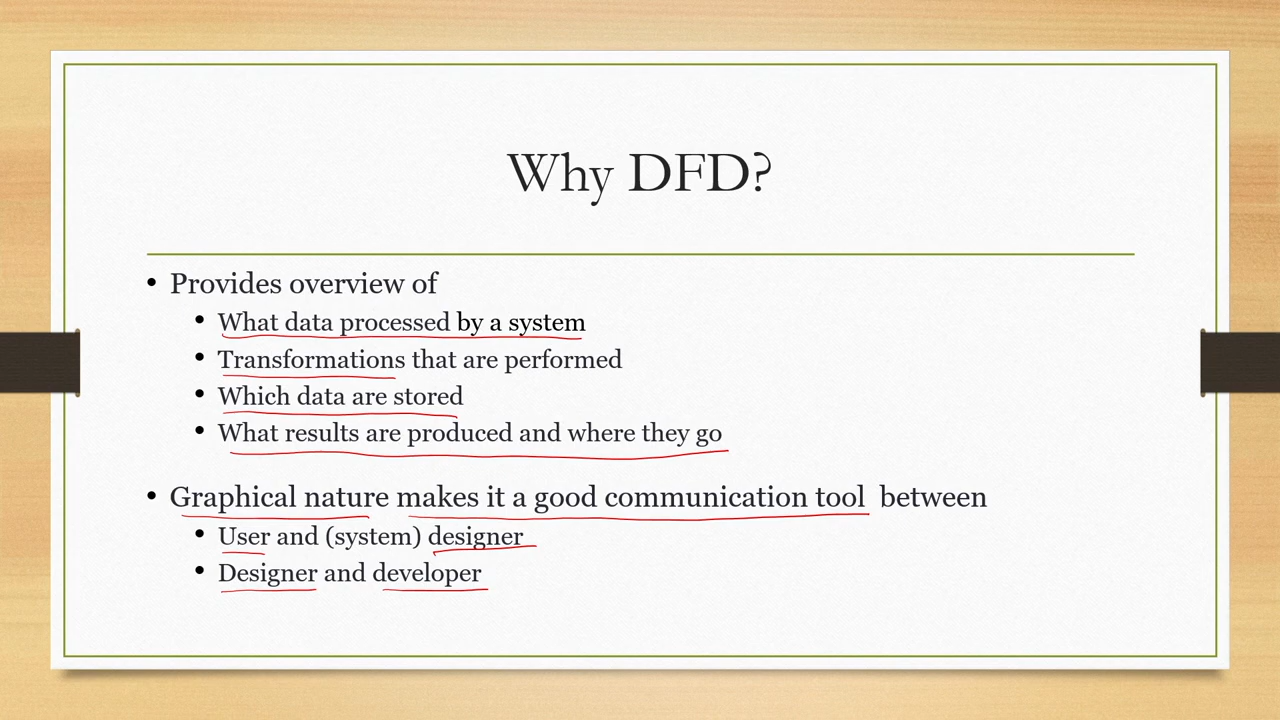 Why DFD?
• Provides overview of
• What data processed by a system
• Transformations that are performed
• Which data are stored
• What results are produced and where they go
• Graphical nature makes it a good communication tool between
• User and (system) designer
• Designer and developer